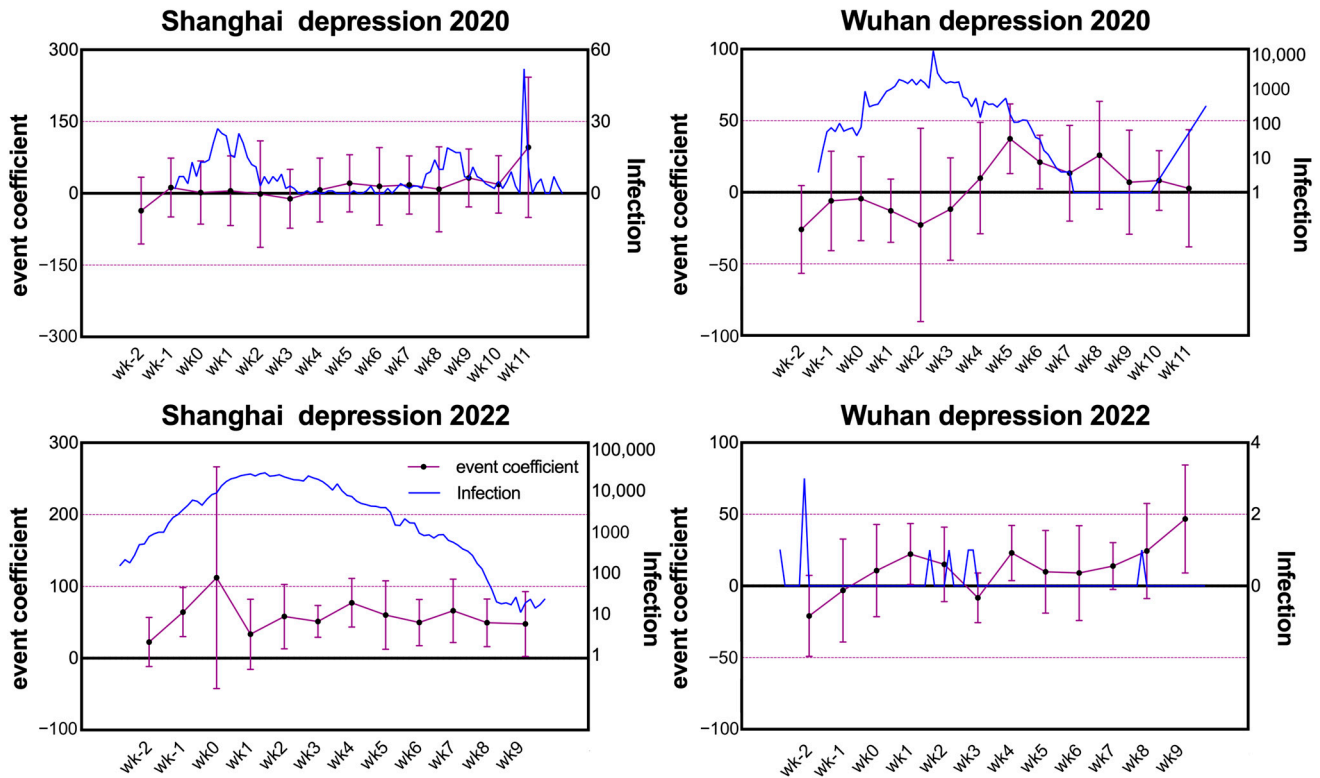 Shanghai  depression 2020
300
150
0
−150
−300
event coefficient
60
30
0
Infection
wk-2
wk-1
wk0
wk1
wk2
wk3
wk4
wk5
wk6
wk7
wk8
wk9
wk10
wk11
Wuhan depression 2020
100
50
0
−50
−100
event coefficient
10,000
1000
100
10
1
Infection
wk-2
wk-1
wk0
wk1
wk2
wk3
wk4
wk5
wk6
wk7
wk8
wk9
wk10
wk11
Shanghai  depression 2022
300
200
100
0
−100
event coefficient
event coefficient
Infection
100,000
10,000
1000
100
10
1
Infection
wk-2
wk-1
wk0
wk1
wk2
wk3
wk4
wk5
wk6
wk7
wk8
wk9
Wuhan depression 2022
100
50
0
−50
−100
event coefficient
4
2
0
Infection
wk-2
wk-1
wk0
wk1
wk2
wk3
wk4
wk5
wk6
wk7
wk8
wk9